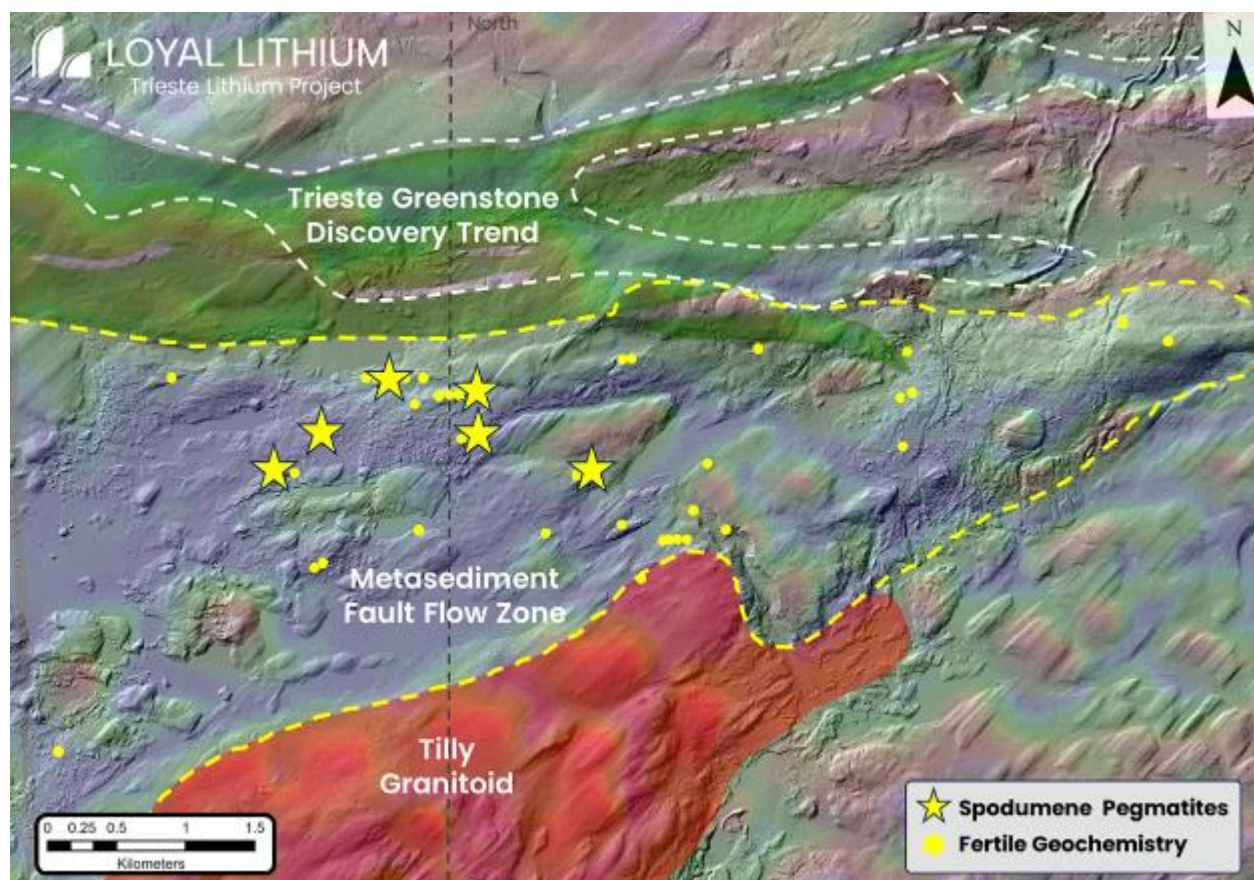 North
N
LOYAL LITHIUM
Trieste Lithium Project
Trieste Greenstone
Discovery Trend
Metasediment
Fault Flow Zone
Tilly
Granitoid
0 0.25 0.5 1 1.5
Kilometers
Spodumene Pegmatites
Fertile Geochemistry